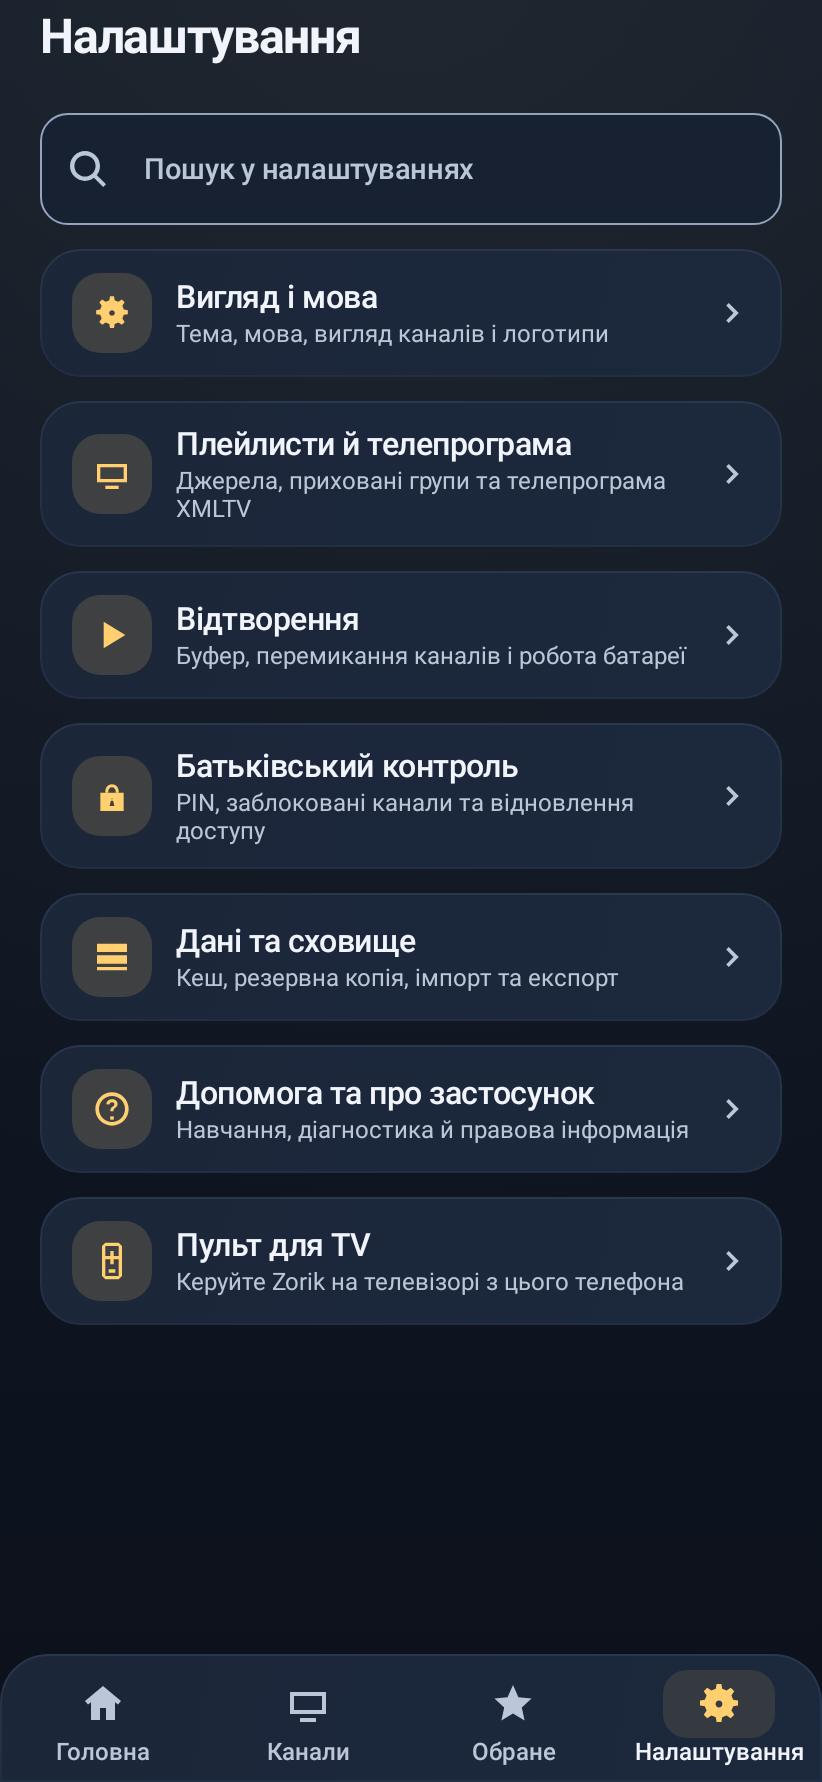 Налаштування
Пошук у налаштуваннях
Вигляд і мова
Тема, мова, вигляд каналів і логотипи
Плейлисти й телепрограма
Джерела, приховані групи та телепрограма
XMLTV
Відтворення
Буфер, перемикання каналів і робота батареї
Батьківський контроль
PIN, заблоковані канали та відновлення
доступу
Дані та сховище
Кеш, резервна копія, імпорт та експорт
Допомога та про застосунок
Навчання, діагностика й правова інформація
Пульт для TV
Керуйте Zorik на телевізорі з цього телефона
Головна
Канали
Обране
Налаштування